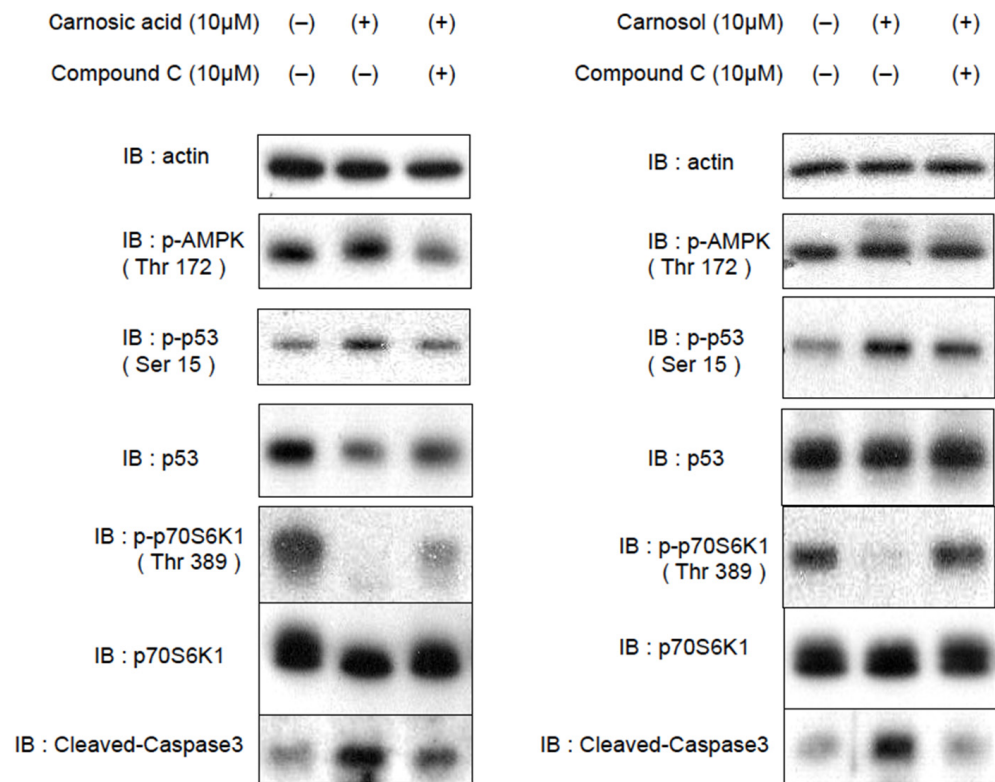 Carnosic acid (10μM) (–) (+) (+)
Compound C (10μM) (–) (–) (+)
IB : actin
IB : p-AMPK
( Thr 172 )
IB : p-p53
( Ser 15 )
IB : p53
IB : p-p70S6K1
( Thr 389 )
IB : p70S6K1
IB : Cleaved-Caspase3
Carnosol (10μM) (–) (+) (+)
Compound C (10μM) (–) (–) (+)
IB : actin
IB : p-AMPK
( Thr 172 )
IB : p-p53
( Ser 15 )
IB : p53
IB : p-p70S6K1
( Thr 389 )
IB : p70S6K1
IB : Cleaved-Caspase3